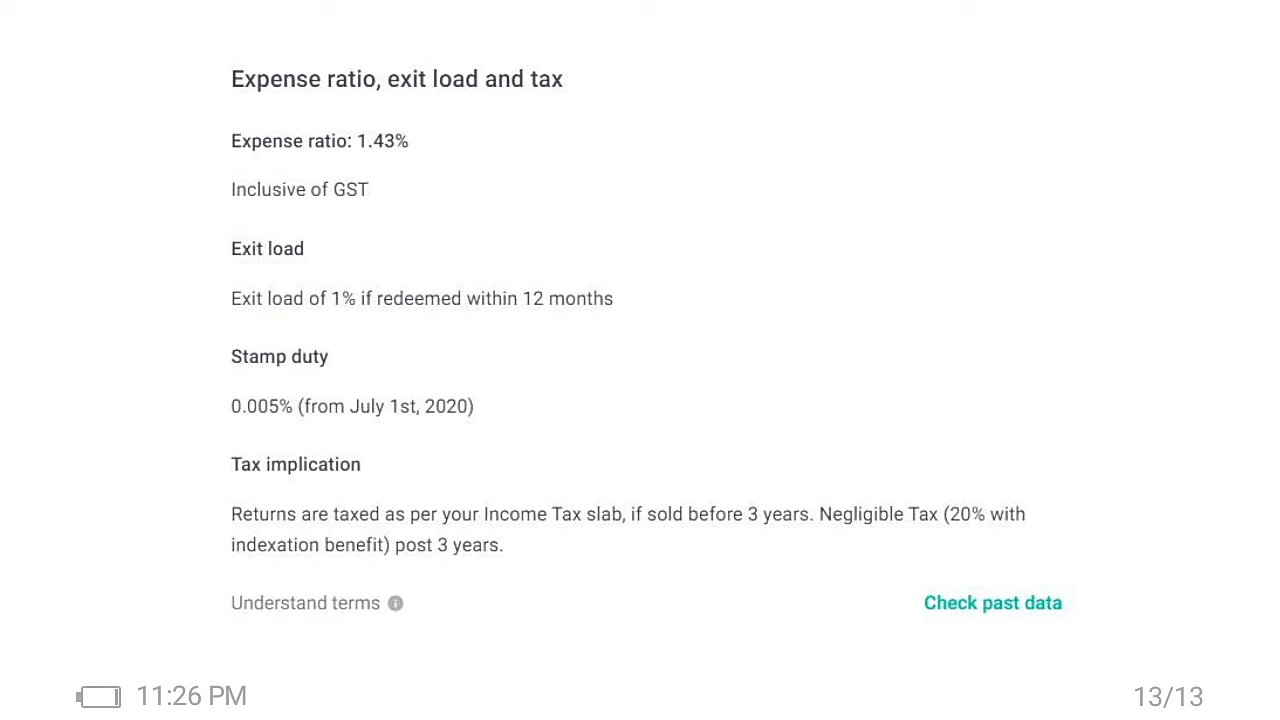 Expense ratio, exit load and tax
Expense ratio: 1.43%
Inclusive of GST
Exit load
Exit load of 1% if redeemed within 12 months
Stamp duty
0.005% (from July 1st, 2020)
Tax implication
Returns are taxed as per your Income Tax slab, if sold before 3 years. Negligible Tax (20% with
indexation benefit) post 3 years.
Understand terms
Check past data
11:26 PM
13/13